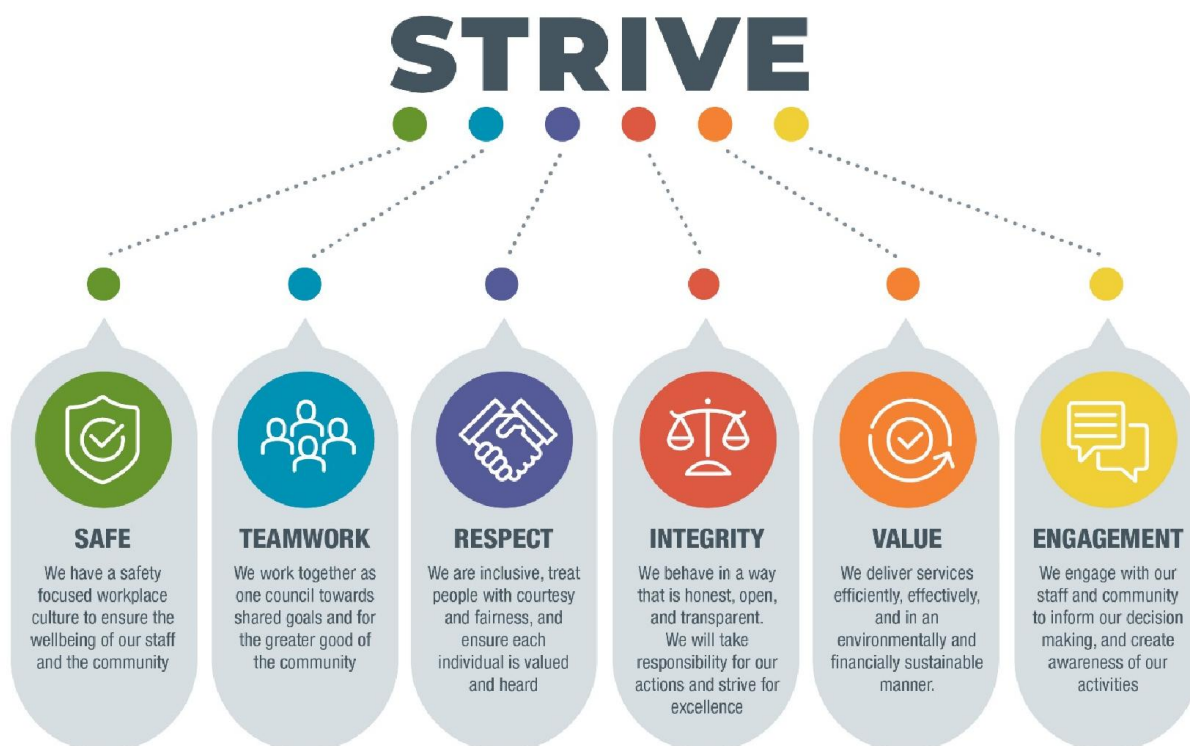 STRIVE
SAFE
We have a safety
focused workplace
culture to ensure the
wellbeing of our staff
and the community
TEAMWORK
We work together as
one council towards
shared goals and for
the greater good of
the community
RESPECT
We are inclusive, treat
people with courtesy
and fairness, and
ensure each
individual is valued
and heard
INTEGRITY
We behave in a way
that is honest, open,
and transparent.
We will take
responsibility for our
actions and strive for
excellence
VALUE
We deliver services
efficiently, effectively,
and in an
environmentally and
financially sustainable
manner.
ENGAGEMENT
We engage with our
staff and community
to inform our decision
making, and create
awareness of our
activities